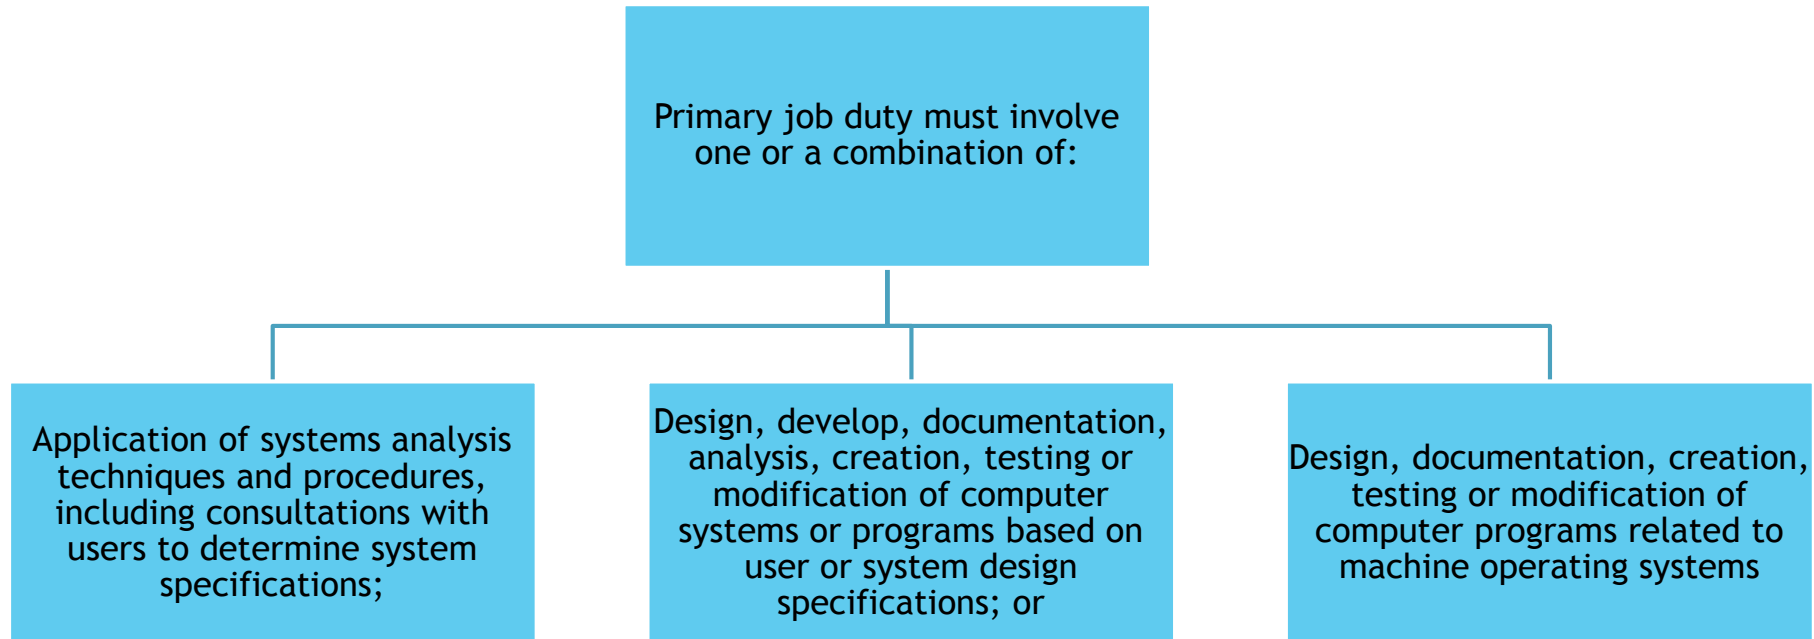 Primary job duty must involve
one or a combination of:
Application of systems analysis
techniques and procedures,
including consultations with
users to determine system
specifications;
Design, develop, documentation,
analysis, creation, testing or
modification of computer
systems or programs based on
user or system design
specifications; or
Design, documentation, creation,
testing or modification of
computer programs related to
machine operating systems